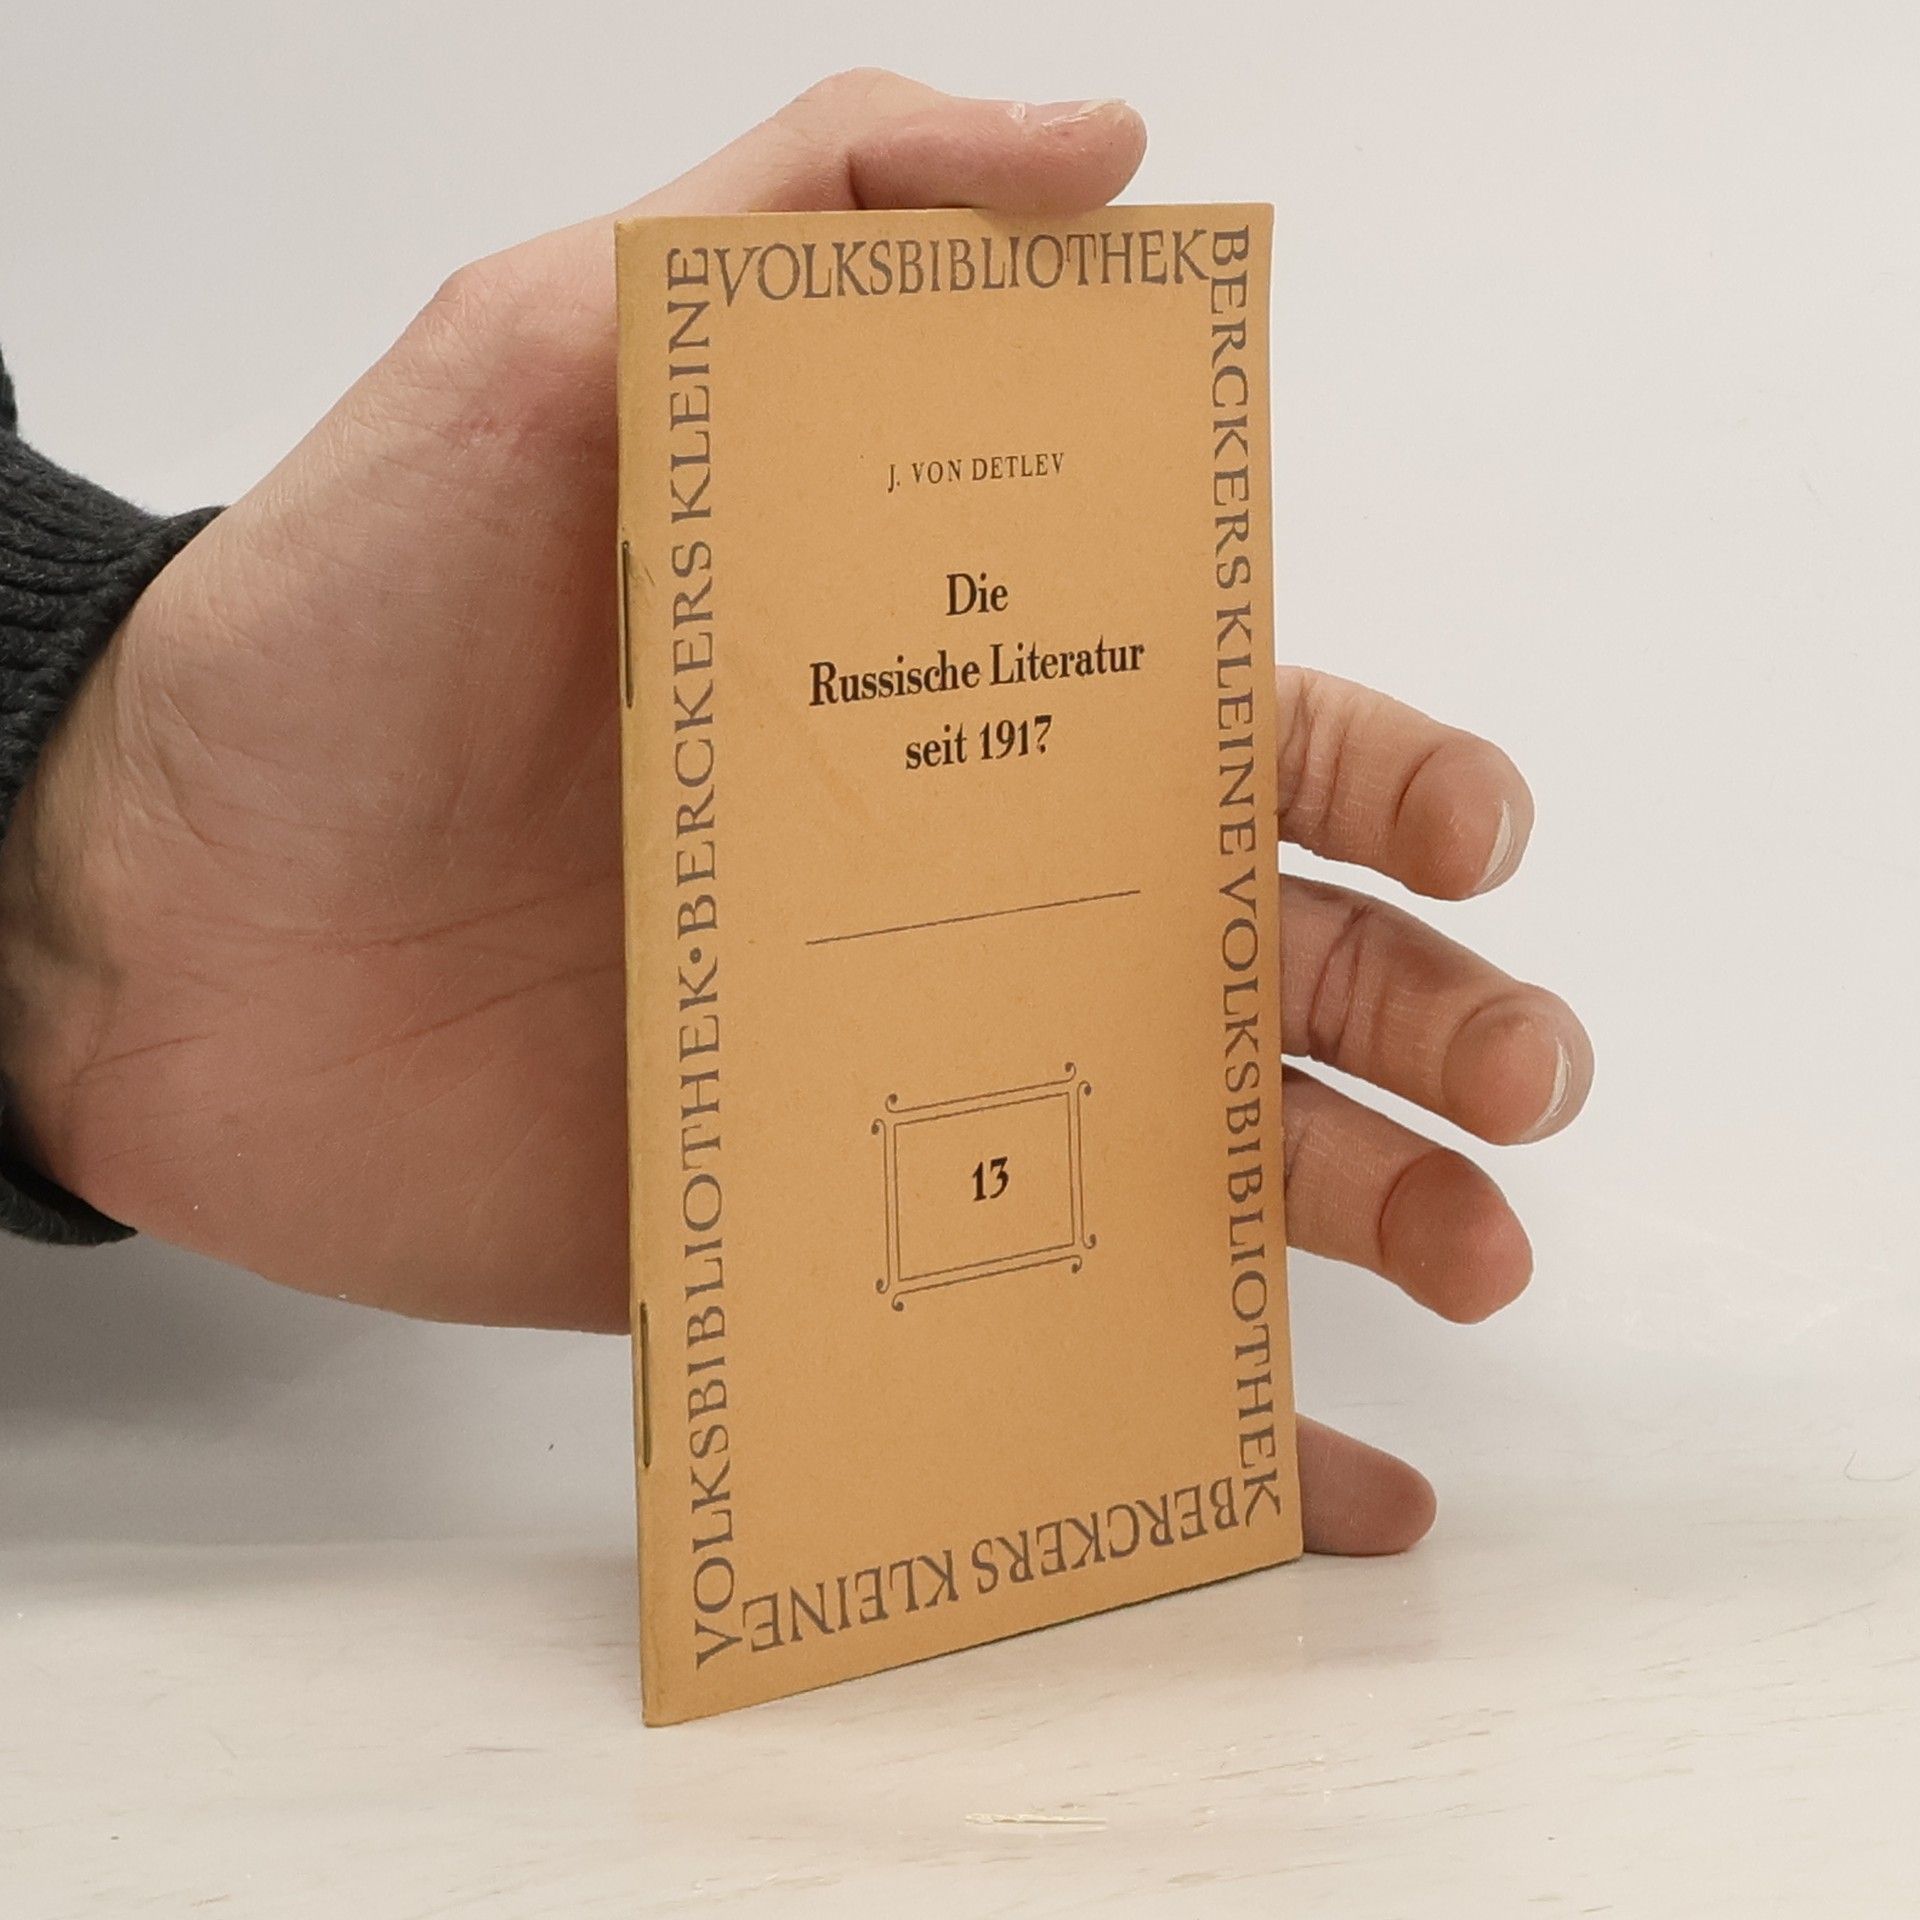 VOLKSBIBLIOTHEK
BERCKERS KLEINE VOLKSBIBLIOTHEK
BERCKERS KLEINE
VOLKSBIBLIOTHEK•BERCKERS KLEINE
J. VON DETLEV
Die
Russische Literatur
seit 1917
13